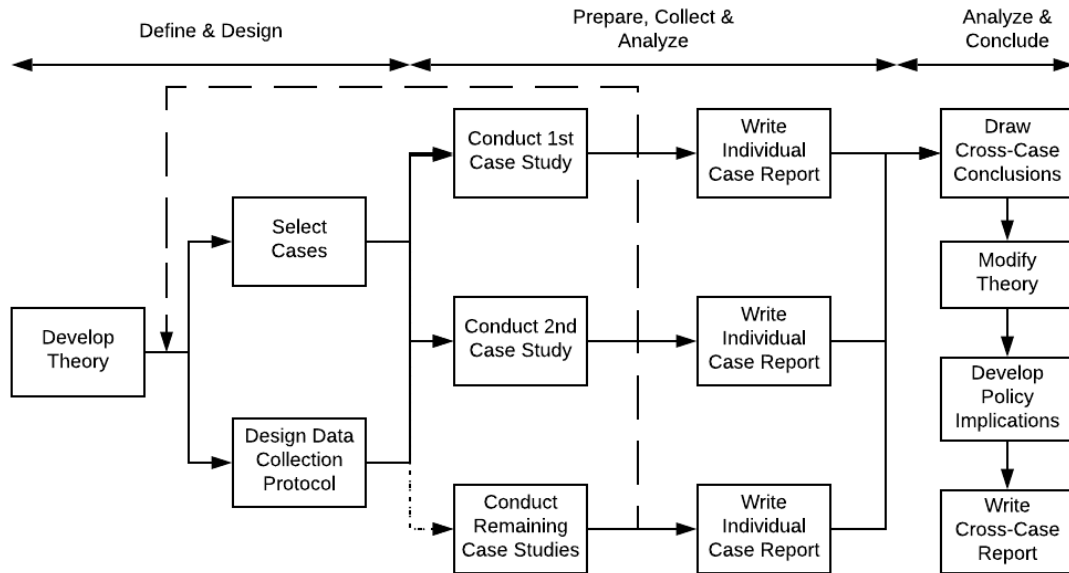 Define & Design
Prepare, Collect &
Analyze
Analyze &
Conclude
Develop
Theory
Select
Cases
Design Data
Collection
Protocol
Conduct 1st
Case Study
Conduct 2nd
Case Study
Conduct
Remaining
Case Studies
Write
Individual
Case Report
Write
Individual
Case Report
Write
Individual
Case Report
Draw
Cross-Case
Conclusions
Modify
Theory
Develop
Policy
Implications
Write
Cross-Case
Report